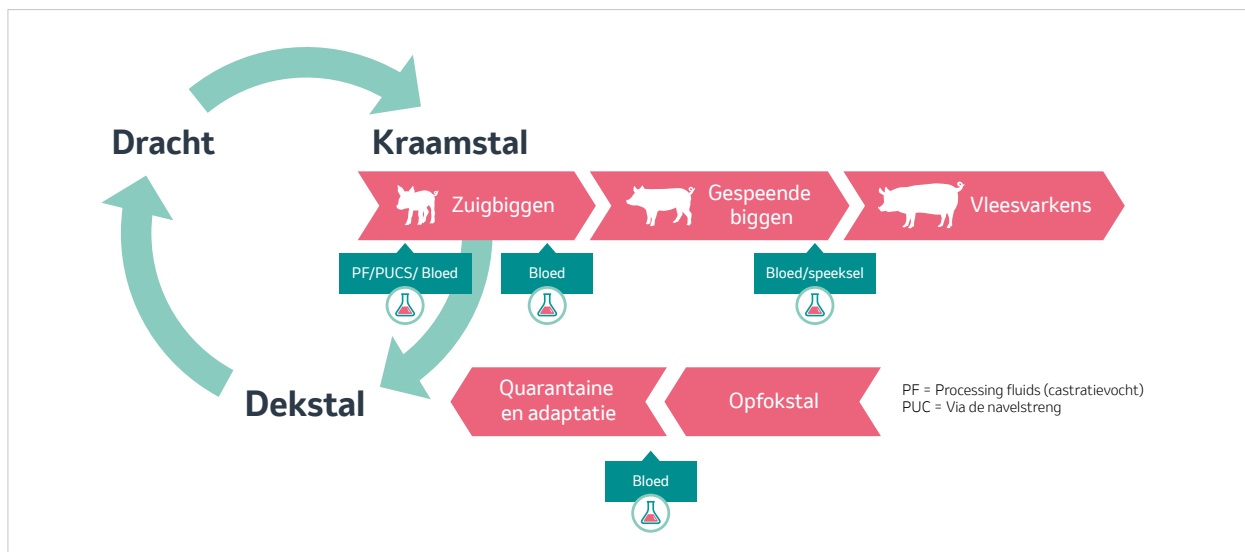 Dracht
Kraamstal
Zuigbiggen
Gespeende
biggen
Vleesvarkens
PF/PUCS/ Bloed
Bloed
Bloed/speeksel
Dekstal
Quarantaine
en adaptatie
Opfokstal
PF = Processing fluids (castratievocht)
PUC = Via de navelstreng
Bloed